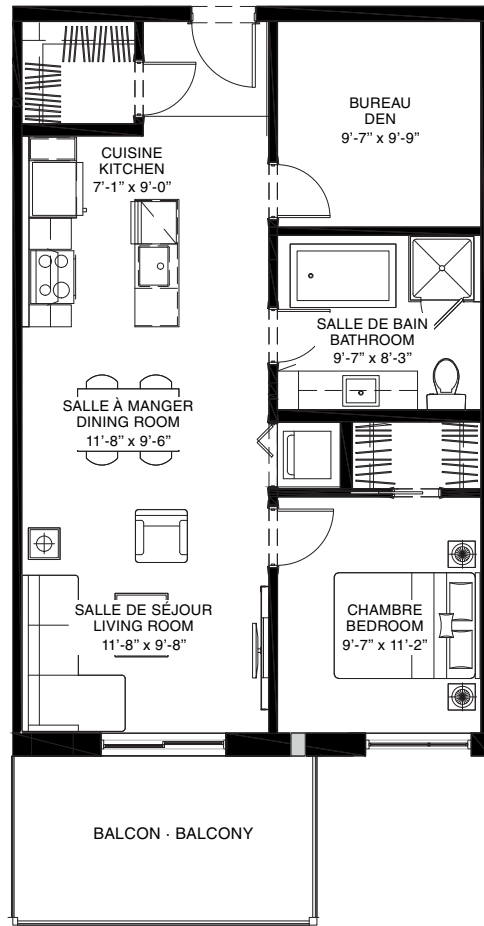 BUREAU
DEN
9'-7" x 9'-9"
CUISINE
KITCHEN
7'-1" x 9'-0"
SALLE DE BAIN
BATHROOM
9'-7" x 8'-3"
SALLE À MANGER
DINING ROOM
11'-8" x 9'-6"
SALLE DE SÉJOUR
LIVING ROOM
11'-8" x 9'-8"
CHAMBRE
BEDROOM
9'-7" x 11'-2"
BALCON · BALCONY